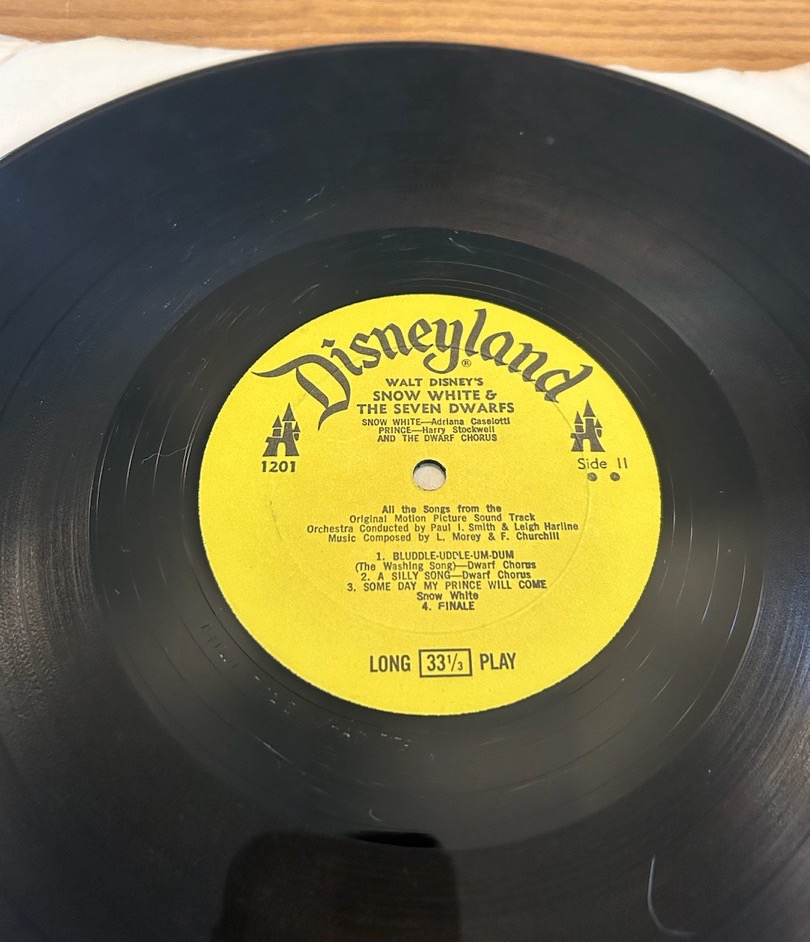 Disneyland
®
WALT DISNEY'S
SNOW WHITE &
THE SEVEN DWARFS
SNOW WHITE—Adriana Caselotti
PRINCE—Harry Stockwell
AND THE DWARF CHORUS
1201
Side II
All the Songs from the
Original Motion Picture Sound Track
Orchestra Conducted by Paul I. Smith & Leigh Harline
Music Composed by L. Morey & F. Churchill
1. BLUDDLE-UDDLE-UM-DUM
(The Washing Song)—Dwarf Chorus
2. A SILLY SONG—Dwarf Chorus
3. SOME DAY MY PRINCE WILL COME
Snow White
4. FINALE
LONG 33⅓ PLAY